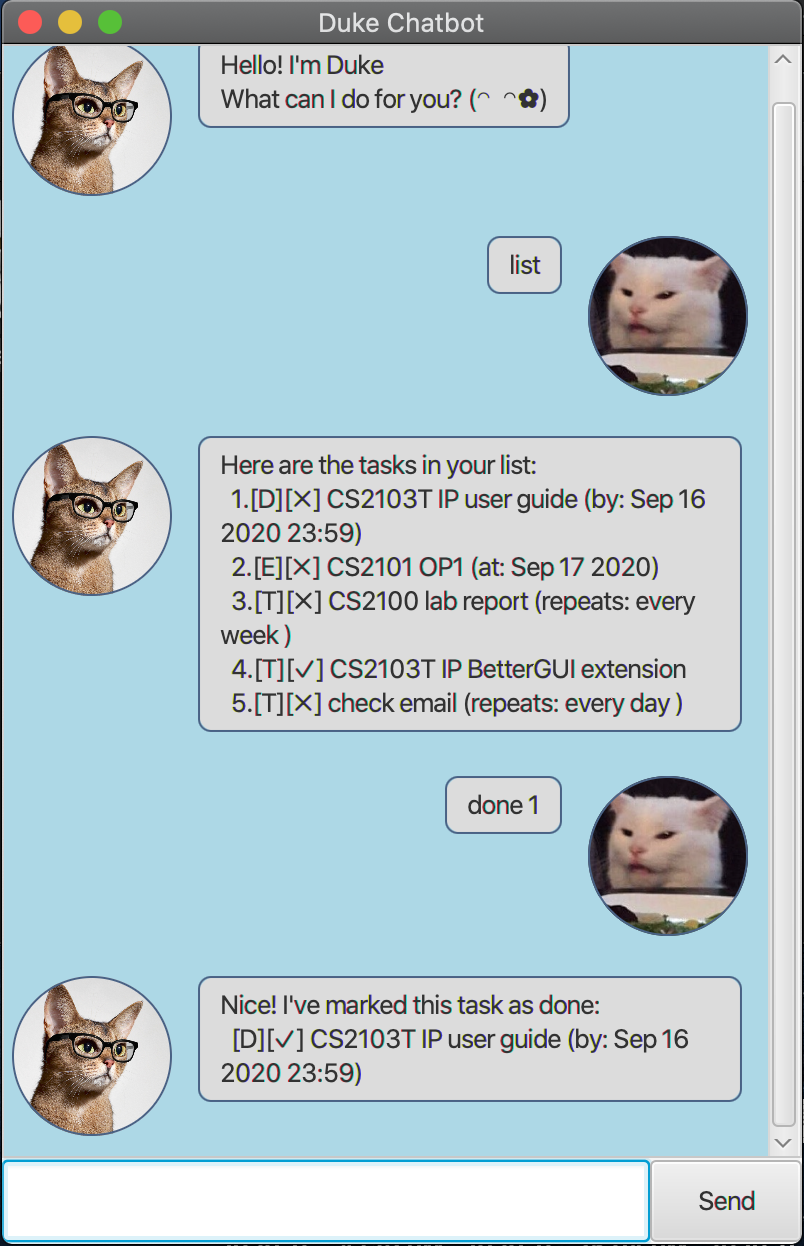 Duke Chatbot
Hello! I'm Duke
What can I do for you? (◠ ◠✿)
list
Here are the tasks in your list:
1.[D][✕] CS2103T IP user guide (by: Sep 16
2020 23:59)
2.[E][✕] CS2101 OP1 (at: Sep 17 2020)
3.[T][✕] CS2100 lab report (repeats: every
week )
4.[T][✓] CS2103T IP BetterGUI extension
5.[T][✕] check email (repeats: every day )
done 1
Nice! I've marked this task as done:
[D][✓] CS2103T IP user guide (by: Sep 16
2020 23:59)
Send